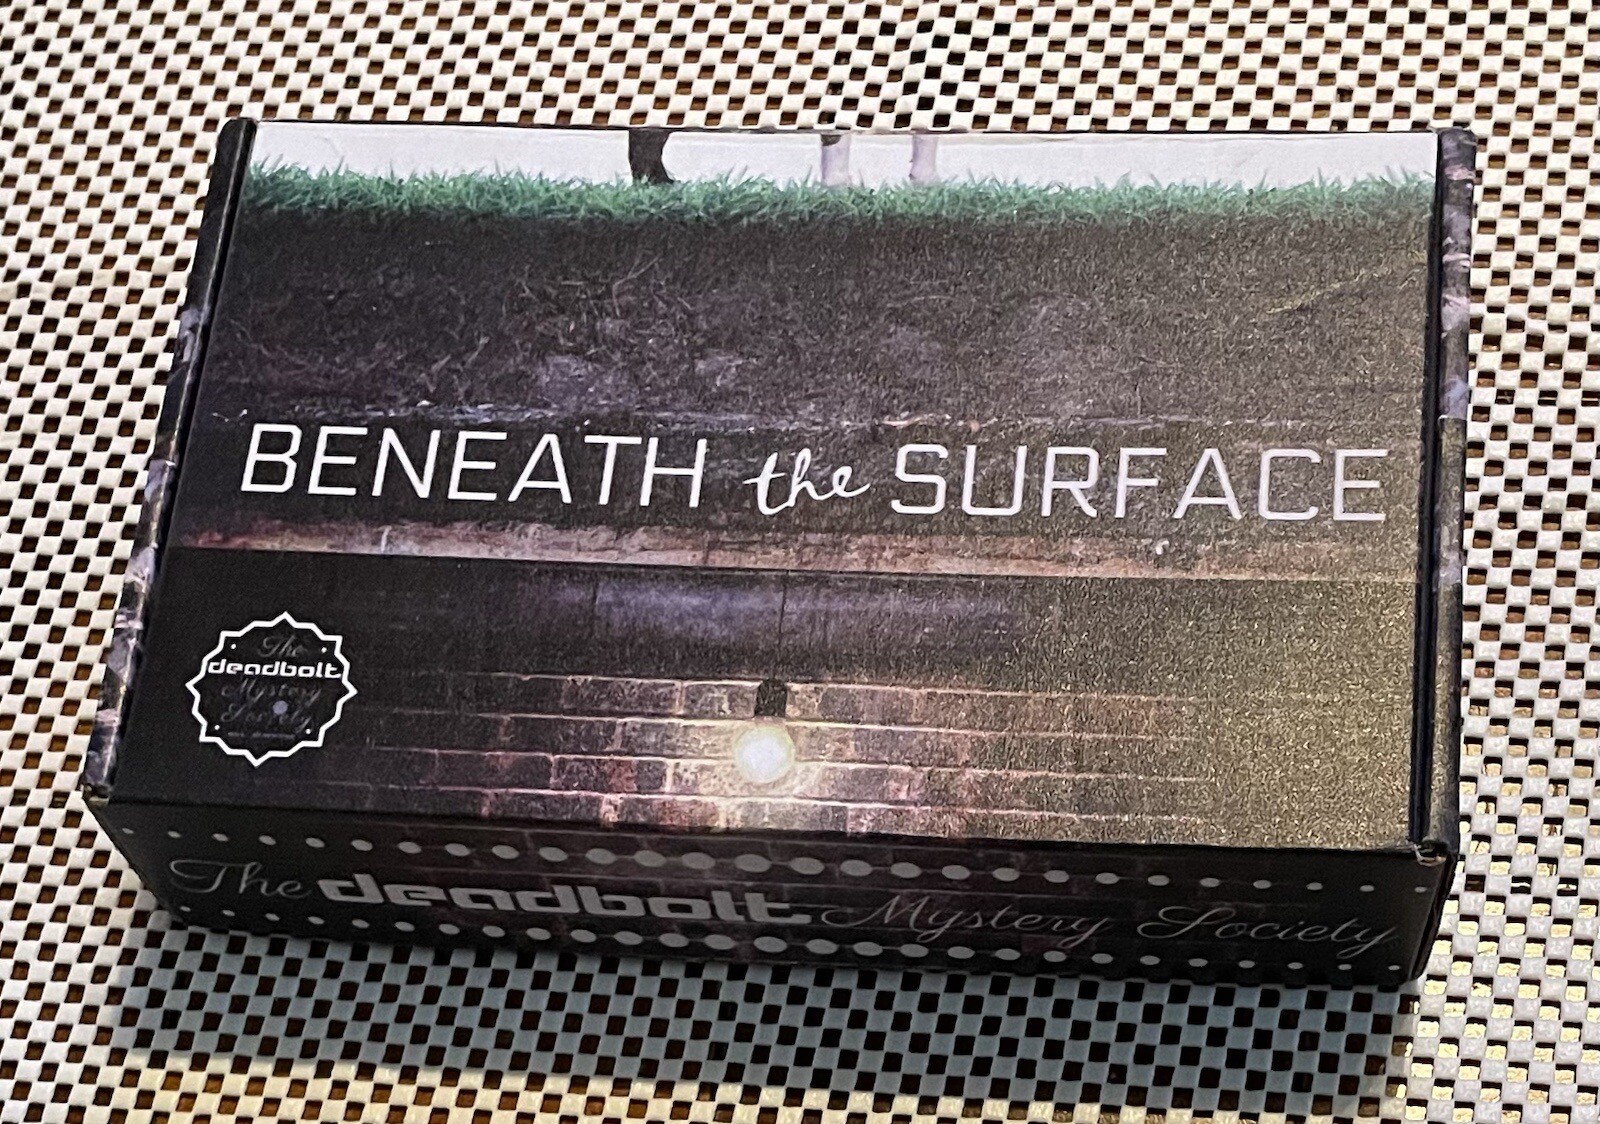 BENEATH the SURFACE
The
deadbolt
Mystery
Society
The deadbolt Mystery Society